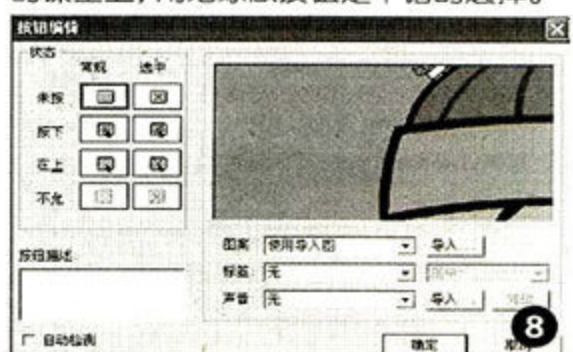 按钮编辑
状态
常规 选中
未按
按下
在上
不允
按钮描述
自动检测
图案 使用导入图 导入
标签 无
声音 无 导入
确定 取消
8